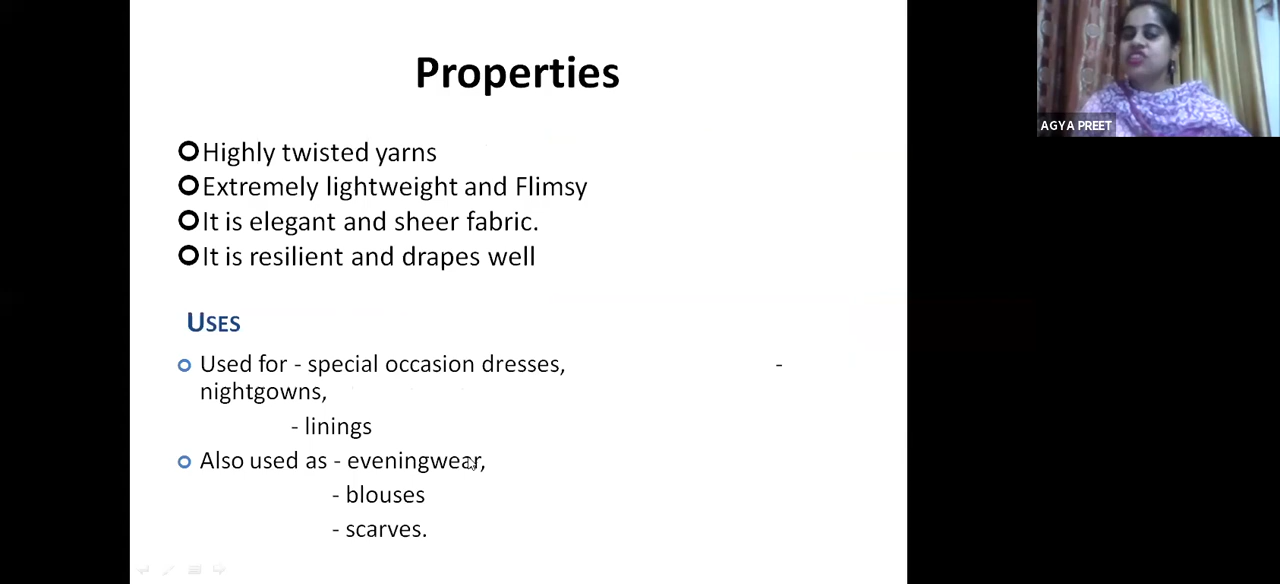 Properties
Highly twisted yarns
Extremely lightweight and Flimsy
It is elegant and sheer fabric.
It is resilient and drapes well
USES
Used for - special occasion dresses, -
nightgowns,
- linings
Also used as - eveningwear,
- blouses
- scarves.
AGYA PREET